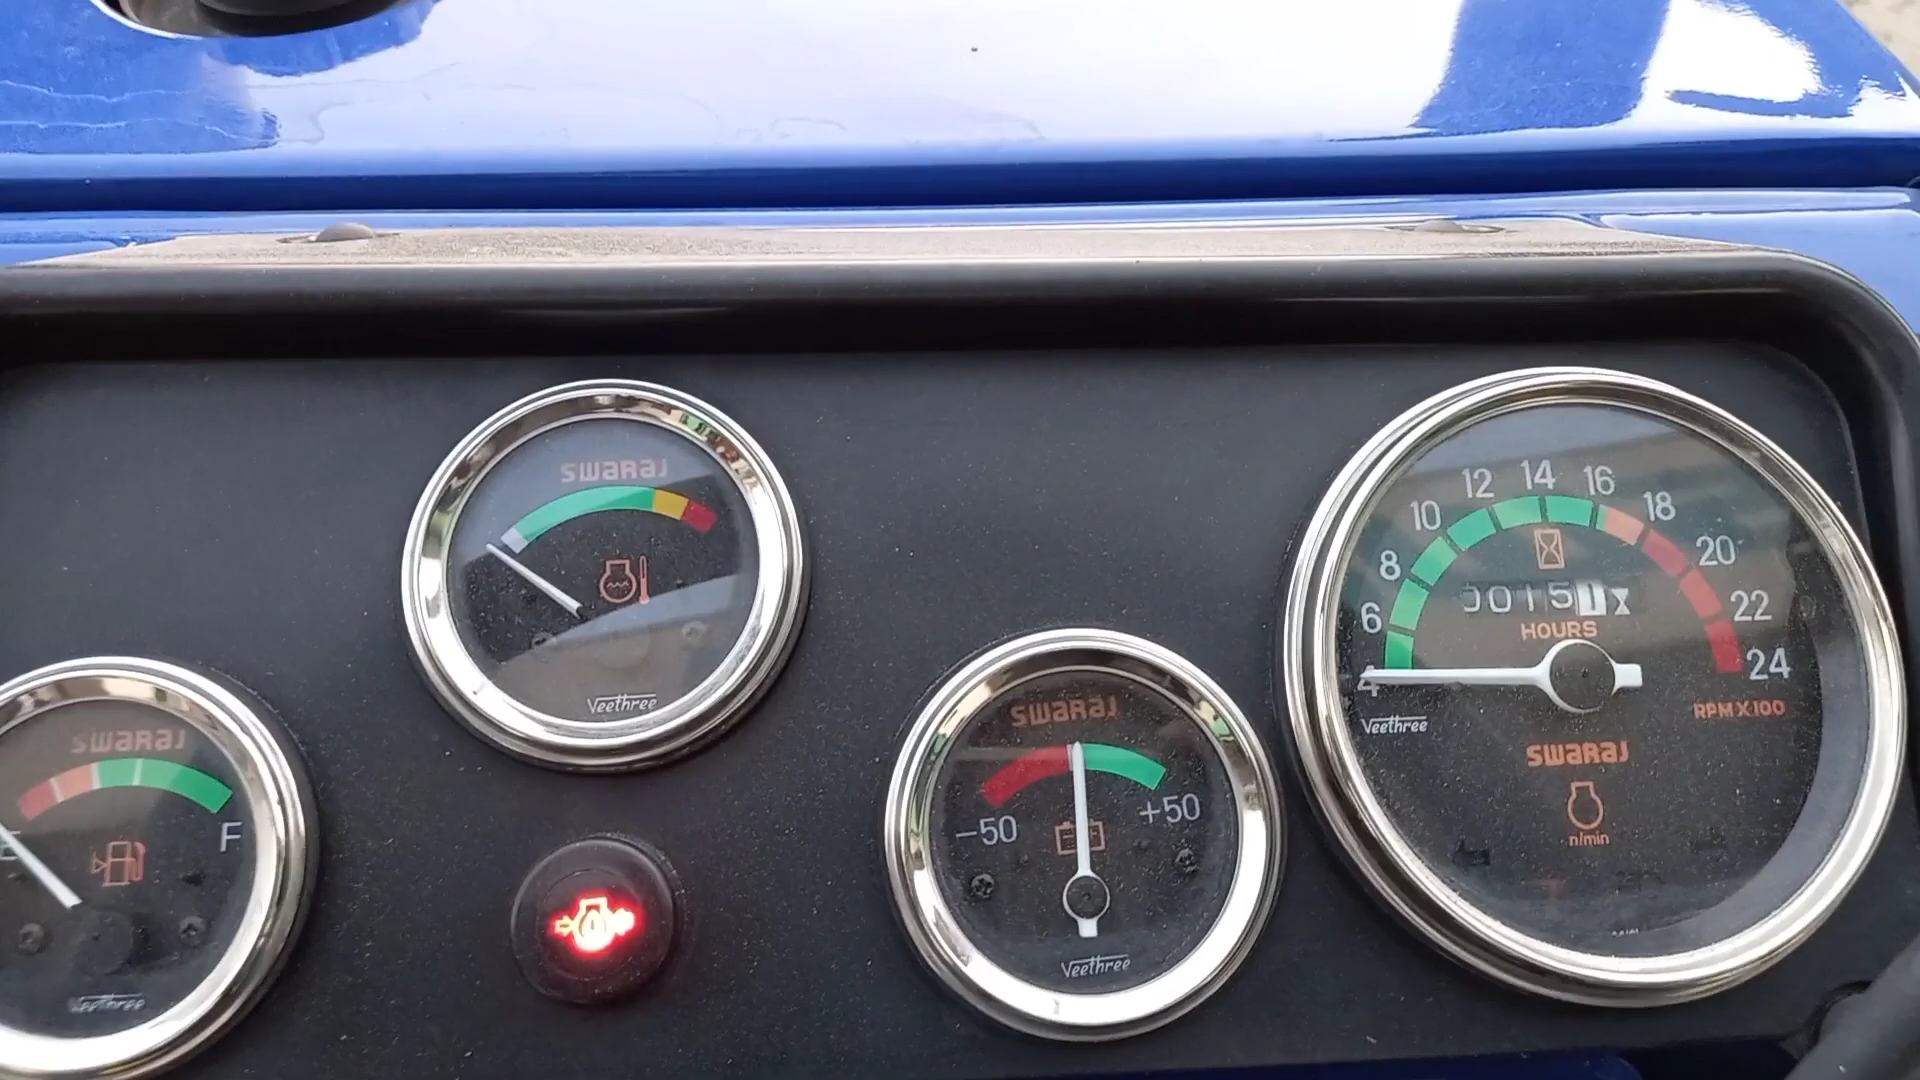 swaraj
Veethree
swaraj
E
F
Veethree
swaraj
-50
+50
Veethree
4
6
8
10
12
14
16
18
20
22
24
00151
HOURS
RPM X 100
Veethree
swaraj
n/min